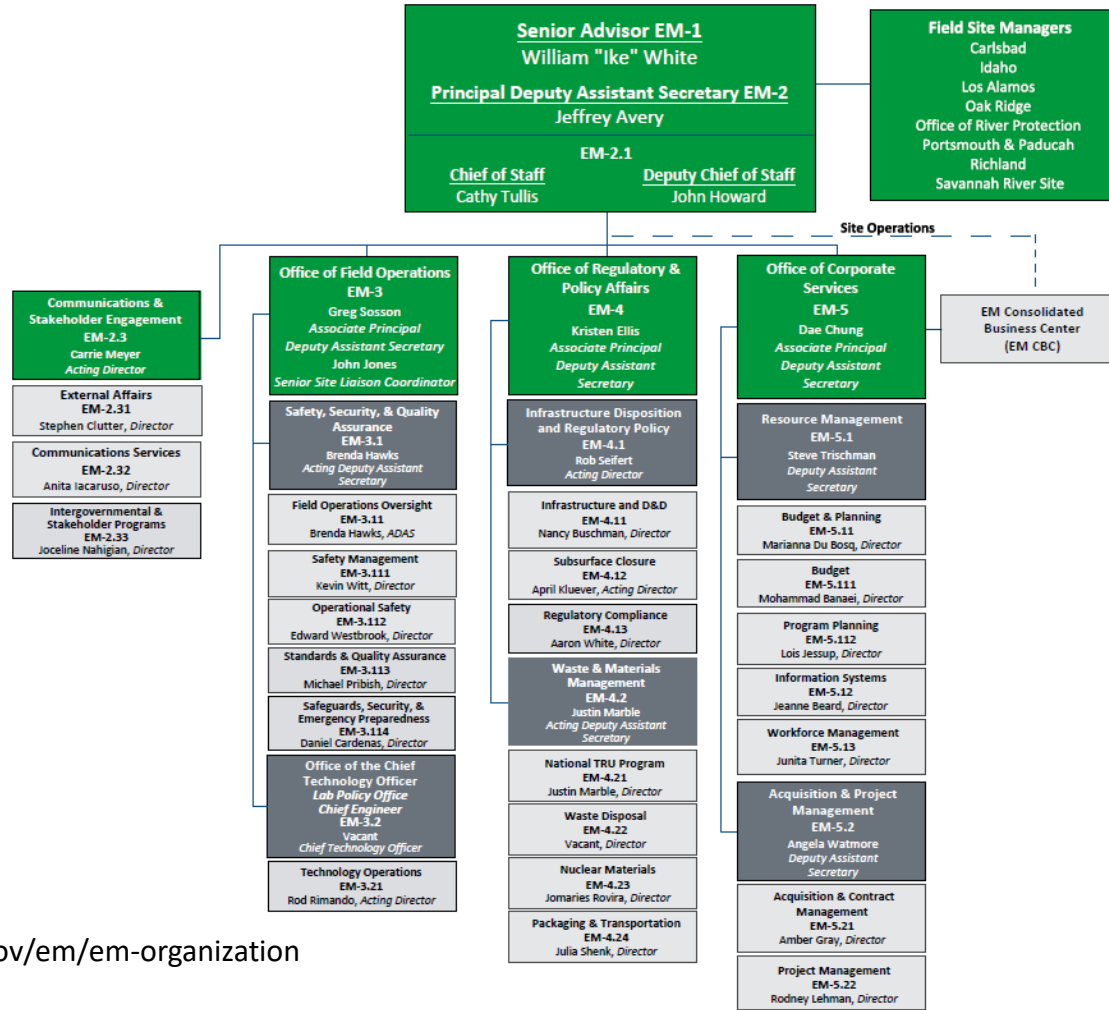 Senior Advisor EM-1
William "Ike" White
Principal Deputy Assistant Secretary EM-2
Jeffrey Avery
EM-2.1
Chief of Staff
Cathy Tullis
Deputy Chief of Staff
John Howard
Field Site Managers
Carlsbad
Idaho
Los Alamos
Oak Ridge
Office of River Protection
Portsmouth & Paducah
Richland
Savannah River Site
Site Operations
Communications &
Stakeholder Engagement
EM-2.3
Carrie Meyer
Acting Director
External Affairs
EM-2.31
Stephen Clutter, Director
Communications Services
EM-2.32
Anita Iacaruso, Director
Intergovernmental &
Stakeholder Programs
EM-2.33
Joceline Nahigian, Director
Office of Field Operations
EM-3
Greg Sosson
Associate Principal
Deputy Assistant Secretary
John Jones
Senior Site Liaison Coordinator
Safety, Security, & Quality
Assurance
EM-3.1
Brenda Hawks
Acting Deputy Assistant
Secretary
Field Operations Oversight
EM-3.11
Brenda Hawks, ADAS
Safety Management
EM-3.111
Kevin Witt, Director
Operational Safety
EM-3.112
Edward Westbrook, Director
Standards & Quality Assurance
EM-3.113
Michael Pribish, Director
Safeguards, Security, &
Emergency Preparedness
EM-3.114
Daniel Cardenas, Director
Office of the Chief
Technology Officer
Lab Policy Office
Chief Engineer
EM-3.2
Vacant
Chief Technology Officer
Technology Operations
EM-3.21
Rod Rimando, Acting Director
Office of Regulatory &
Policy Affairs
EM-4
Kristen Ellis
Associate Principal
Deputy Assistant
Secretary
Infrastructure Disposition
and Regulatory Policy
EM-4.1
Rob Seifert
Acting Director
Infrastructure and D&D
EM-4.11
Nancy Buschman, Director
Subsurface Closure
EM-4.12
April Kluever, Acting Director
Regulatory Compliance
EM-4.13
Aaron White, Director
Waste & Materials
Management
EM-4.2
Justin Marble
Acting Deputy Assistant
Secretary
National TRU Program
EM-4.21
Justin Marble, Director
Waste Disposal
EM-4.22
Vacant, Director
Nuclear Materials
EM-4.23
Jomaries Rovira, Director
Packaging & Transportation
EM-4.24
Julia Shenk, Director
Office of Corporate
Services
EM-5
Dae Chung
Associate Principal
Deputy Assistant
Secretary
EM Consolidated
Business Center
(EM CBC)
Resource Management
EM-5.1
Steve Trischman
Deputy Assistant
Secretary
Budget & Planning
EM-5.11
Marianna Du Bosq, Director
Budget
EM-5.111
Mohammad Banaei, Director
Program Planning
EM-5.112
Lois Jessup, Director
Information Systems
EM-5.12
Jeanne Beard, Director
Workforce Management
EM-5.13
Junita Turner, Director
Acquisition & Project
Management
EM-5.2
Angela Watmore
Deputy Assistant
Secretary
Acquisition & Contract
Management
EM-5.21
Amber Gray, Director
Project Management
EM-5.22
Rodney Lehman, Director
ov/em/em-organization